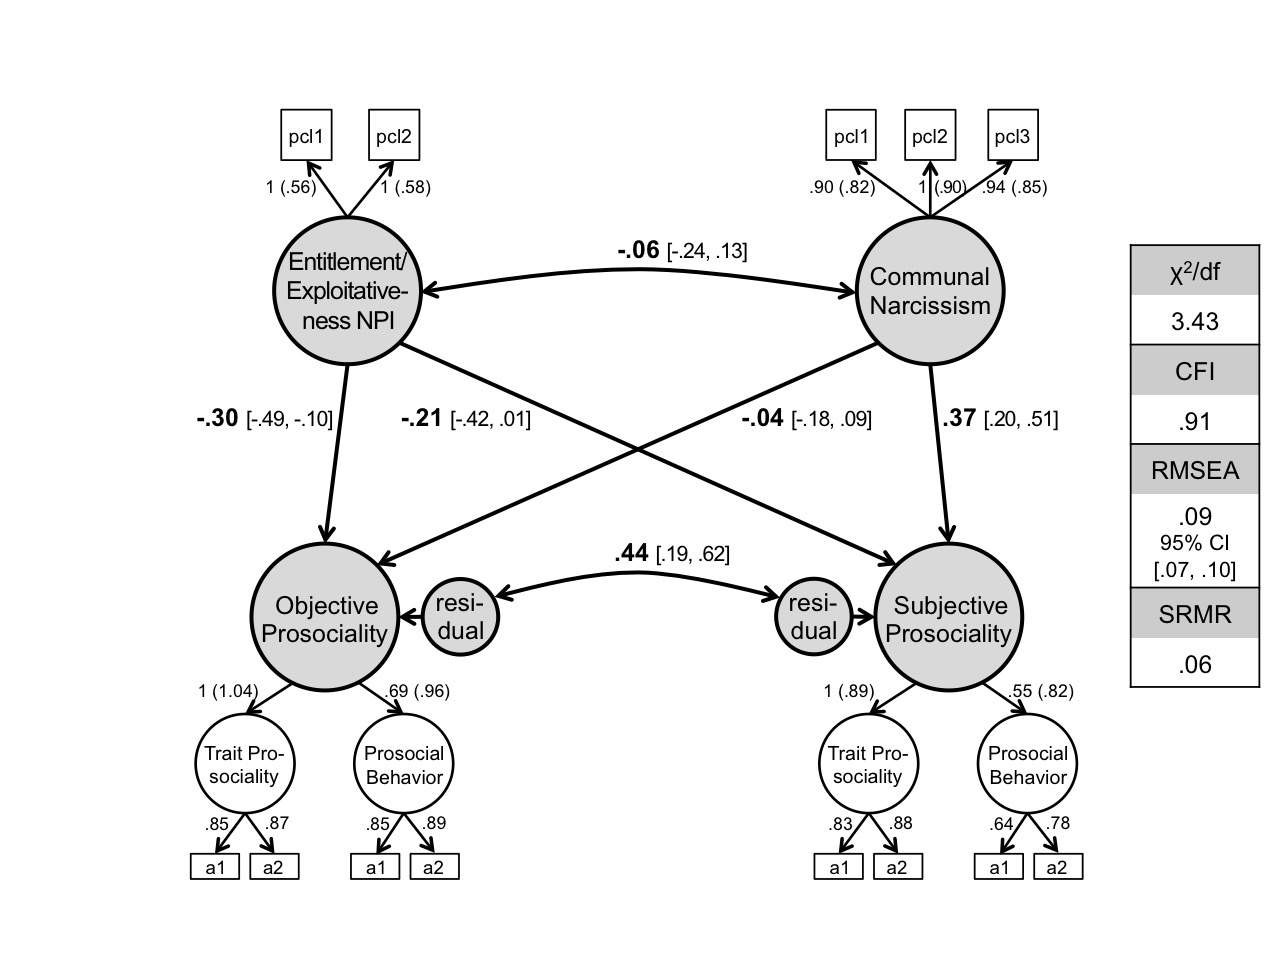 pcl1
pcl2
pcl1
pcl2
pcl3
1 (.56)
1 (.58)
.90 (.82)
1 (.90)
.94 (.85)
Entitlement/
Exploitative-
ness NPI
-.06 [-.24, .13]
Communal
Narcissism
-.30 [-.49, -.10]
-.21 [-.42, .01]
-.04 [-.18, .09]
.37 [.20, .51]
.44 [.19, .62]
Objective
Prosociality
resi-
dual
resi-
dual
Subjective
Prosociality
1 (1.04)
.69 (.96)
1 (.89)
.55 (.82)
Trait Pro-
sociality
Prosocial
Behavior
Trait Pro-
sociality
Prosocial
Behavior
.85
.87
.85
.89
.83
.88
.64
.78
a1
a2
a1
a2
a1
a2
a1
a2
χ²/df
3.43
CFI
.91
RMSEA
.09
95% CI
[.07, .10]
SRMR
.06